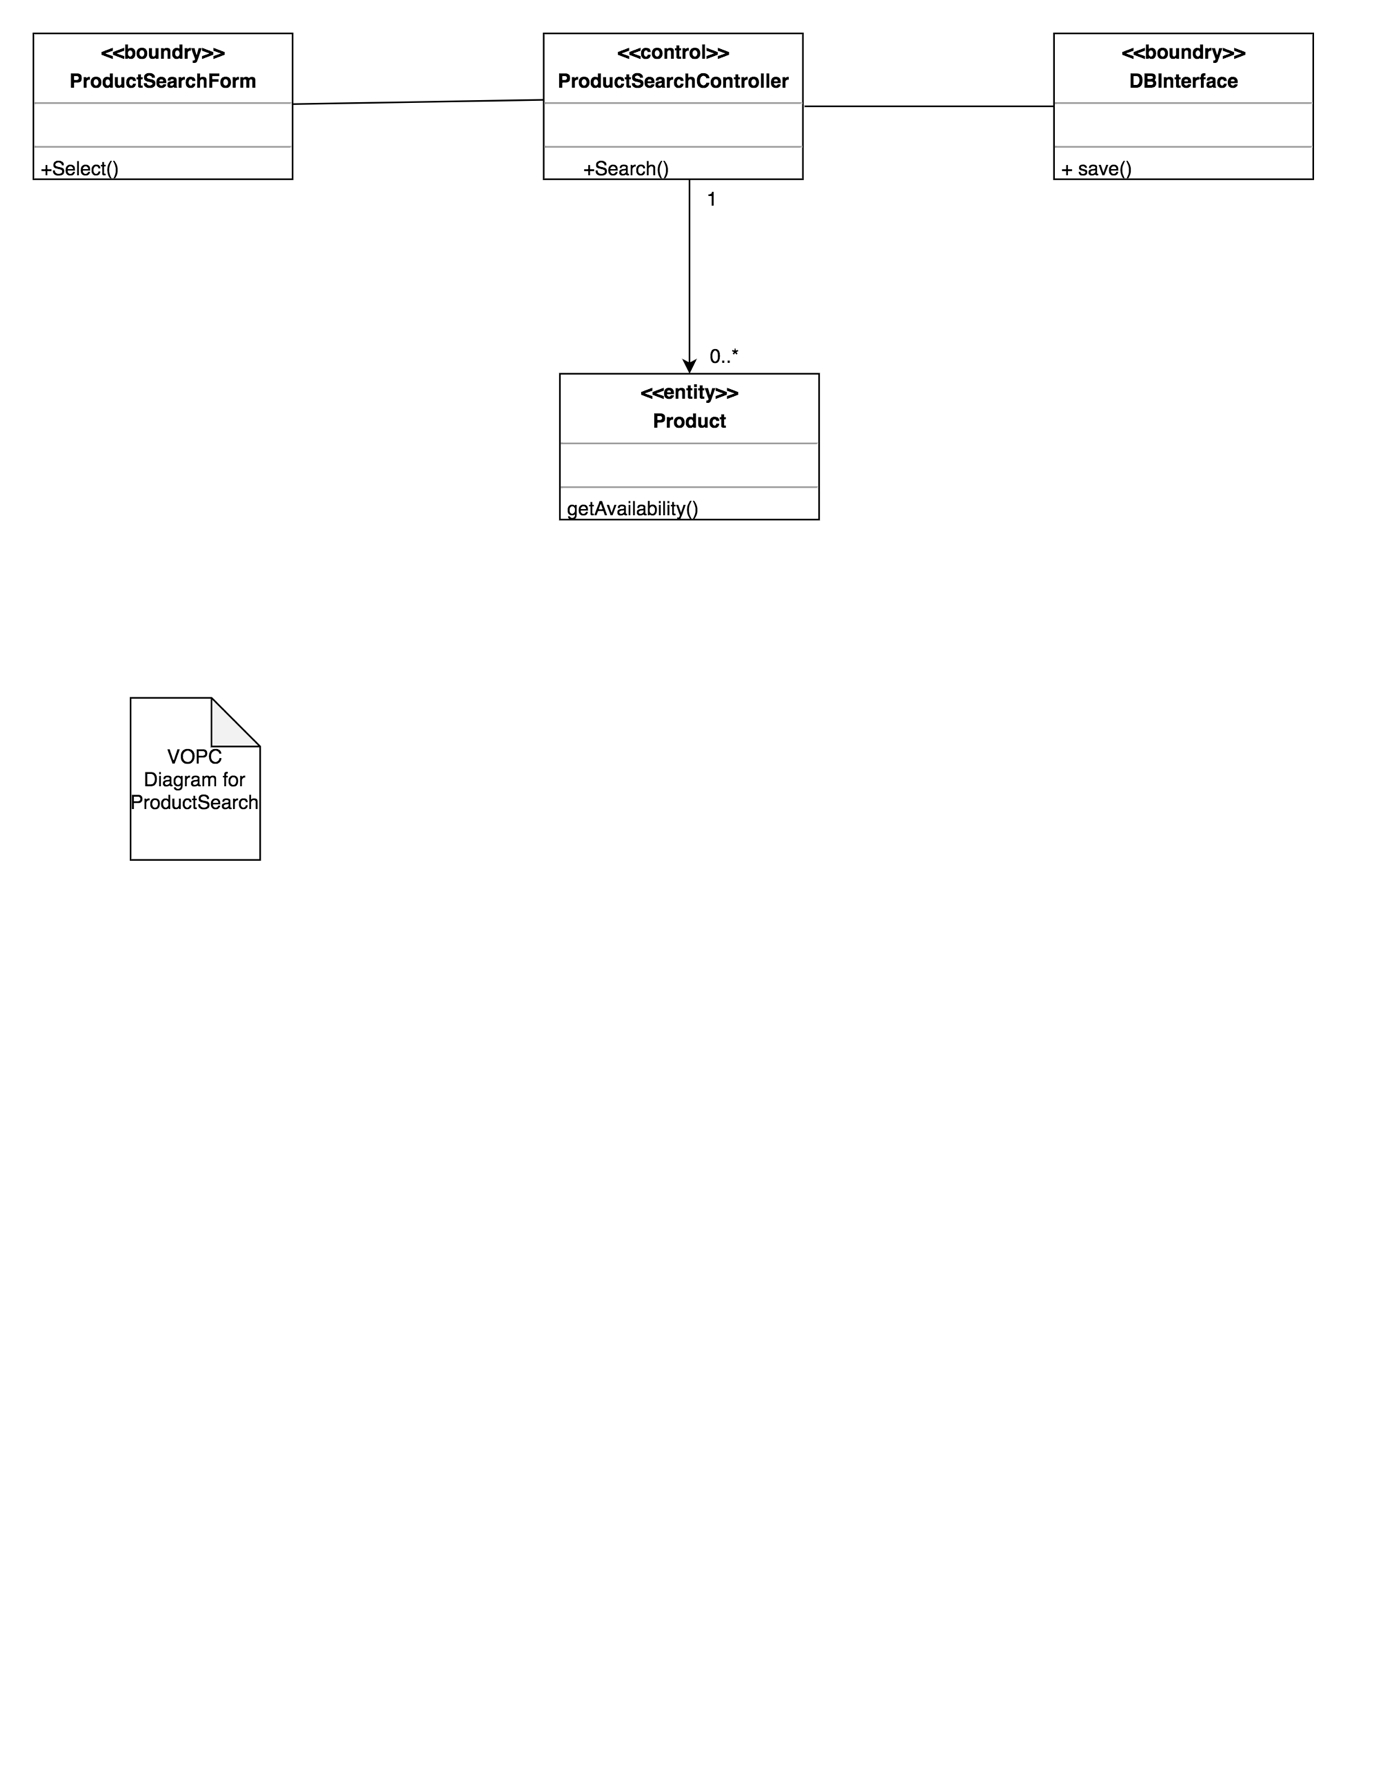 <<boundry>>
ProductSearchForm
+Select()
<<control>>
ProductSearchController
+Search()
<<boundry>>
DBInterface
+ save()
1
0..*
<<entity>>
Product
getAvailability()
VOPC
Diagram for
ProductSearch